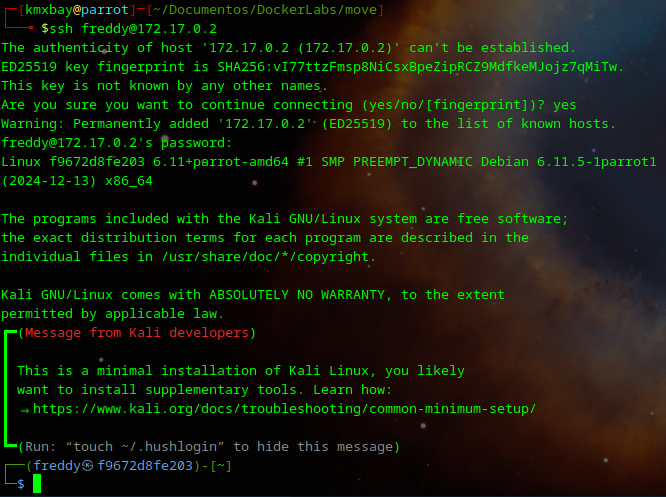 ┌─[kmxbay@parrot]─[~/Documentos/DockerLabs/move]
└──╼ $ssh freddy@172.17.0.2
The authenticity of host '172.17.0.2 (172.17.0.2)' can't be established.
ED25519 key fingerprint is SHA256:vI77ttzFmsp8NiCsxBpeZipRCZ9MdfkeMJojz7qMiTw.
This key is not known by any other names.
Are you sure you want to continue connecting (yes/no/[fingerprint])? yes
Warning: Permanently added '172.17.0.2' (ED25519) to the list of known hosts.
freddy@172.17.0.2's password:
Linux f9672d8fe203 6.11+parrot-amd64 #1 SMP PREEMPT_DYNAMIC Debian 6.11.5-1parrot1
(2024-12-13) x86_64
The programs included with the Kali GNU/Linux system are free software;
the exact distribution terms for each program are described in the
individual files in /usr/share/doc/*/copyright.
Kali GNU/Linux comes with ABSOLUTELY NO WARRANTY, to the extent
permitted by applicable law.
┏━(Message from Kali developers)
┃ This is a minimal installation of Kali Linux, you likely
┃ want to install supplementary tools. Learn how:
┃ ⇒ https://www.kali.org/docs/troubleshooting/common-minimum-setup/
┗━(Run: “touch ~/.hushlogin” to hide this message)
┌──(freddy㉿f9672d8fe203)-[~]
└─$